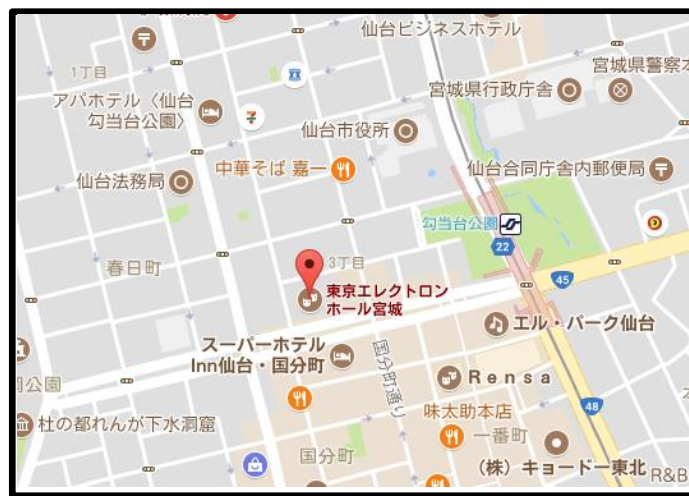 仙台ビジネスホテル
1丁目
宮城県警察本
宮城県行政庁舎
アパホテル〈仙台
勾当台公園〉
仙台市役所
中華そば 嘉一
仙台合同庁舎内郵便局
仙台法務局
勾当台公園
22
3丁目
春日町
45
東京エレクトロン
ホール宮城
エル・パーク仙台
スーパーホテル
Inn仙台・国分町
国分町通り
Rensa
公園
48
味太助本店
杜の都れんが下水洞窟
一番町
国分町
(株) キョードー東北
R&B